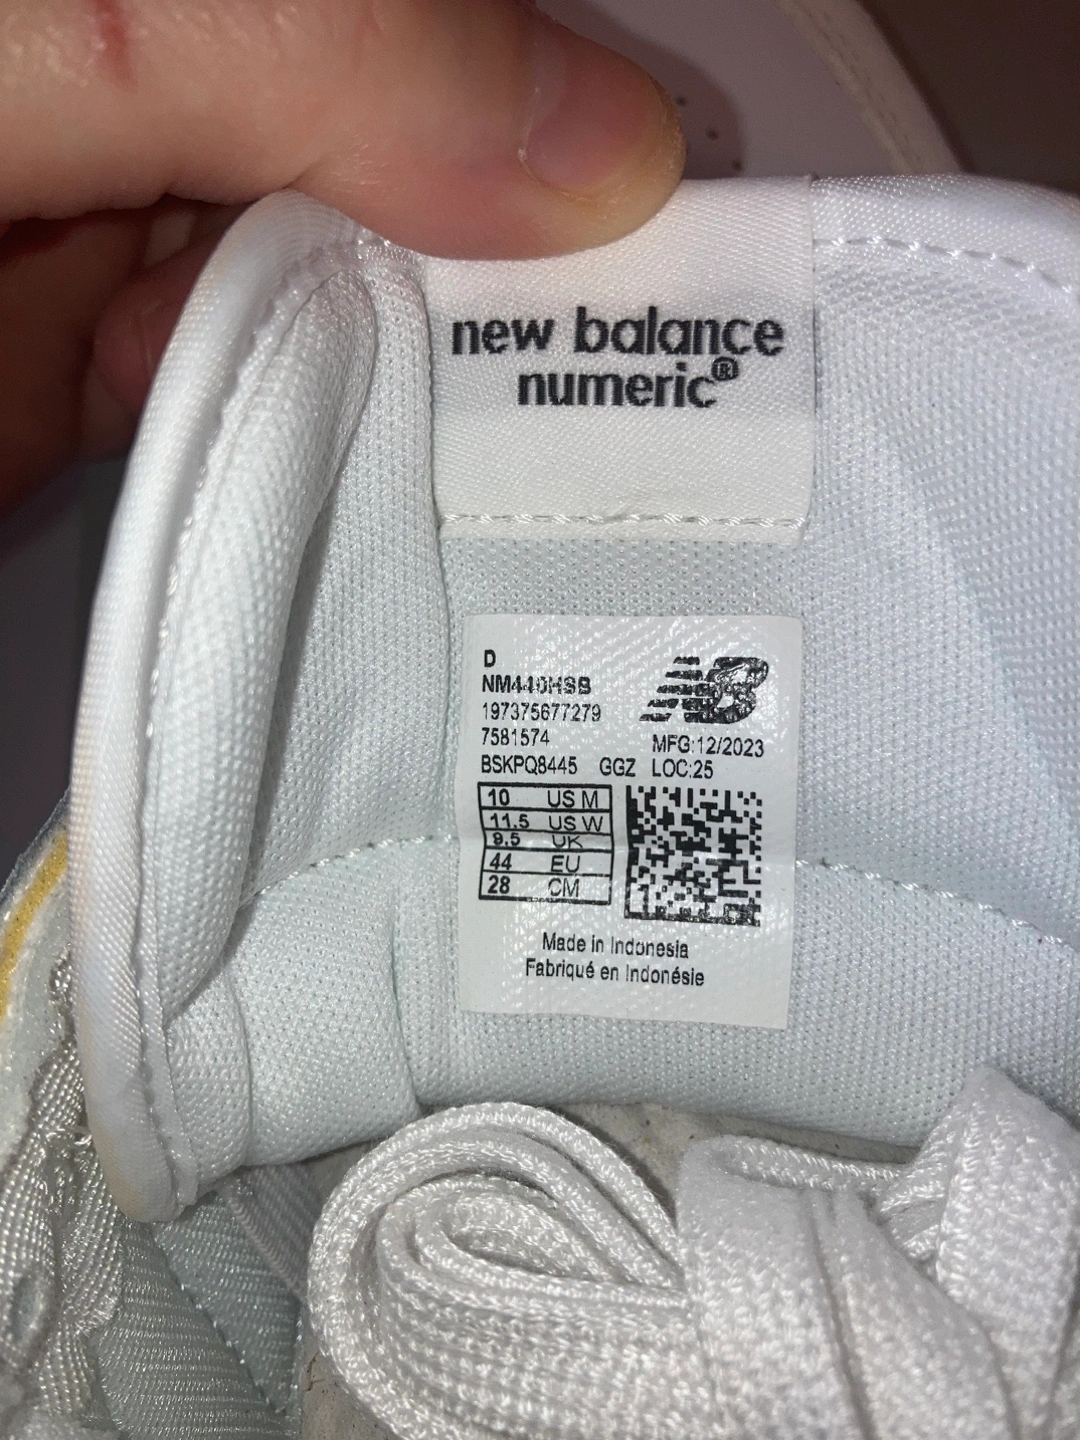 new balance
numeric®
D
NM440HSB
197375677279
7581574
MFG:12/2023
BSKPQ8445 GGZ LOC:25
10 US M
11.5 US W
9.5 UK
44 EU
28 CM
Made in Indonesia
Fabriqué en Indonésie